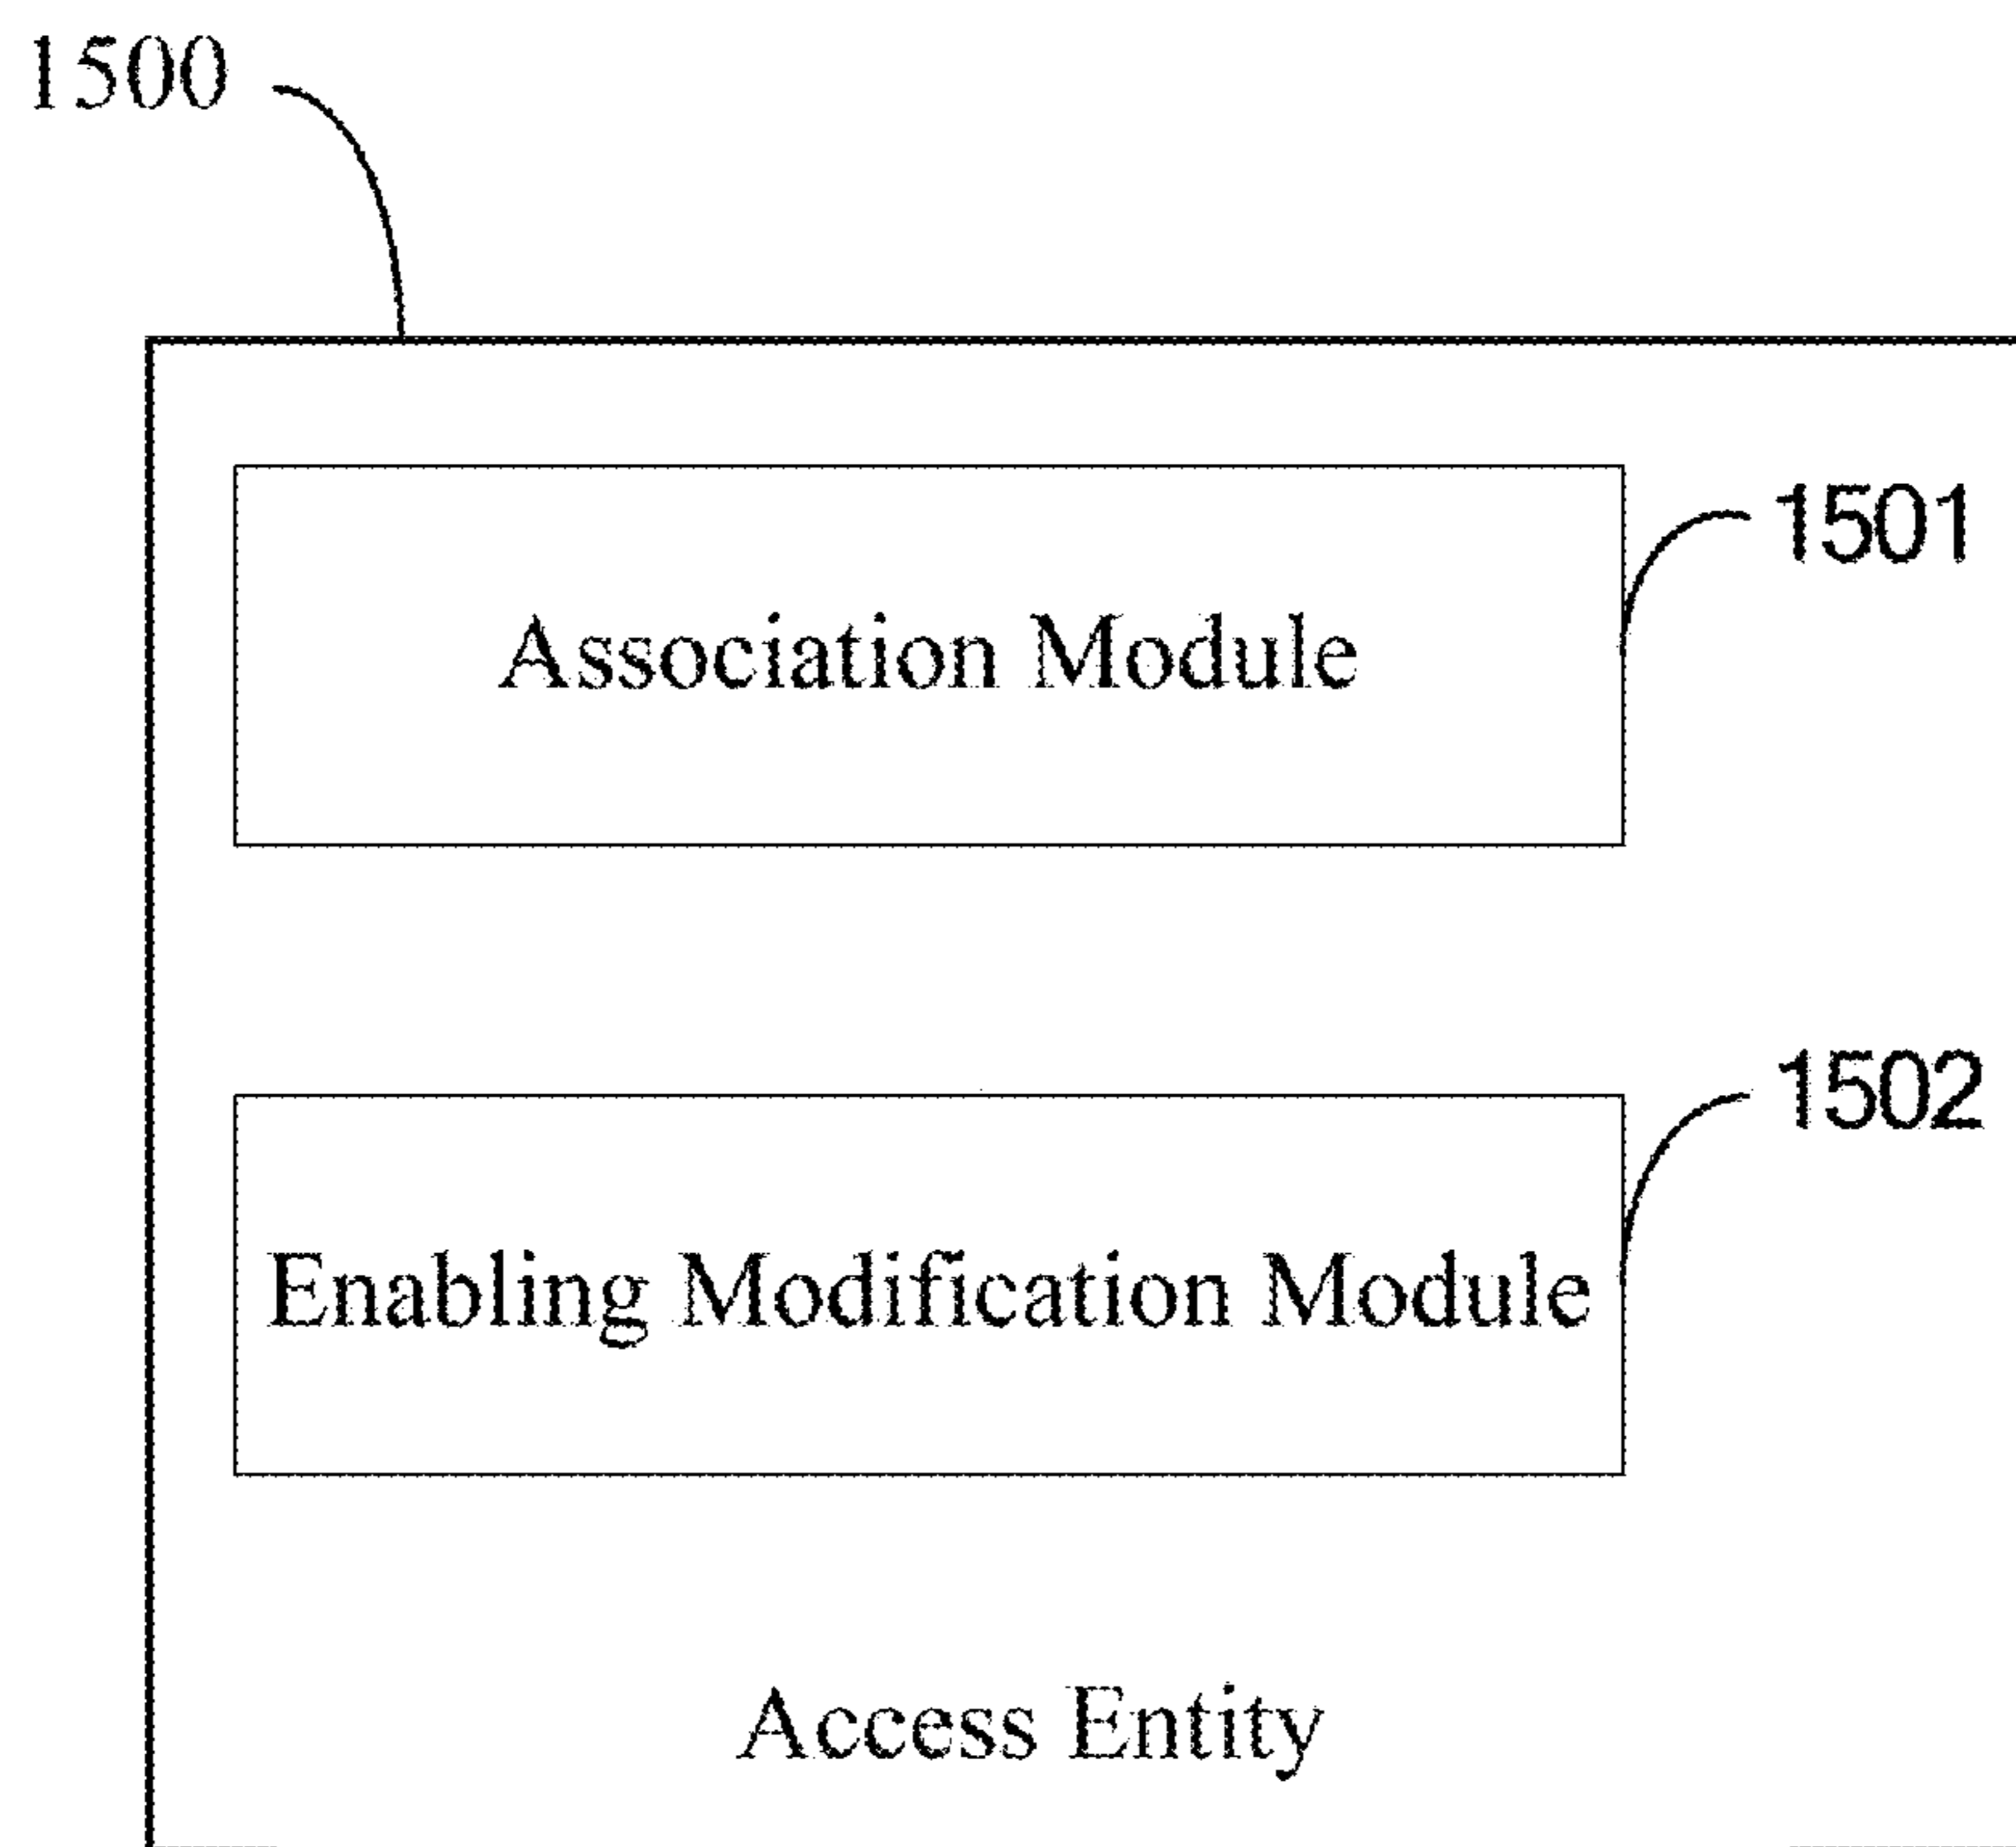 1500
1501
Association Module
1502
Enabling Modification Module
Access Entity